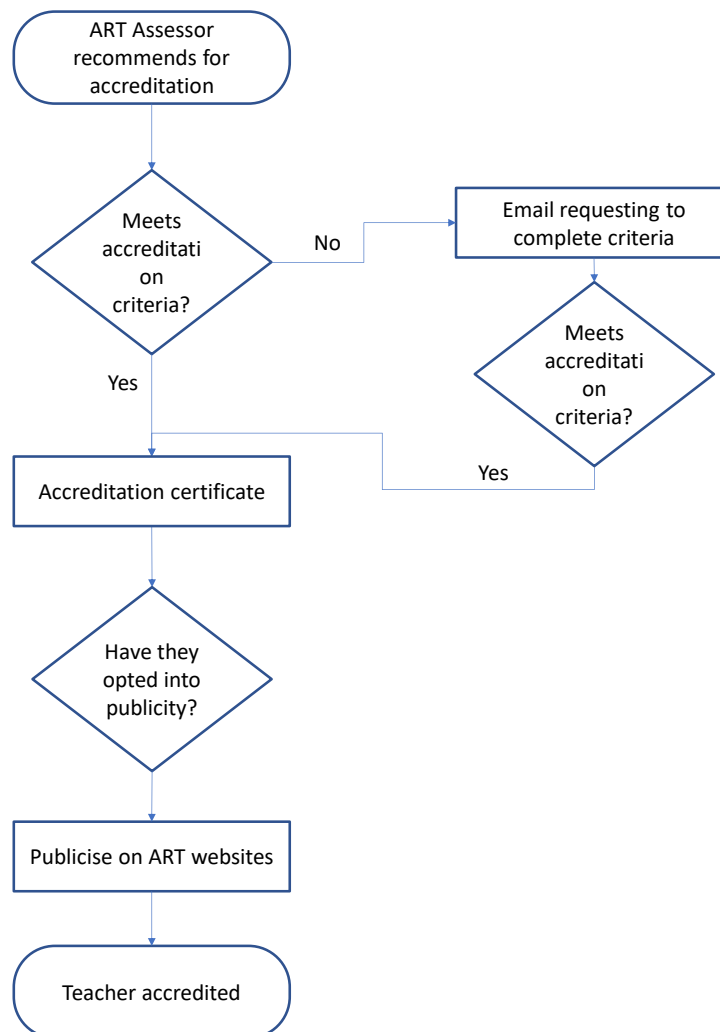 ART Assessor
recommends for
accreditation
Meets
accreditati
on
criteria?
No
Email requesting to
complete criteria
Meets
accreditati
on
criteria?
Yes
Yes
Accreditation certificate
Have they
opted into
publicity?
Publicise on ART websites
Teacher accredited